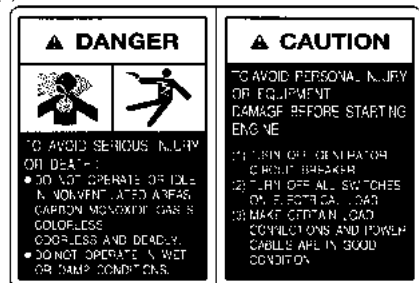 DANGER
TO AVOID SERIOUS INJURY
OR DEATH:
● DO NOT OPERATE OR IDLE
IN NONVENTILATED AREAS.
CARBON MONOXIDE GAS IS
COLORLESS
ODORLESS AND DEADLY.
● DO NOT OPERATE IN WET
OR DAMP CONDITIONS.
CAUTION
TO AVOID PERSONAL INJURY
OR EQUIPMENT
DAMAGE BEFORE STARTING
ENGINE
(1) TURN OFF GENERATOR
CIRCUIT BREAKER
(2) TURN OFF ALL SWITCHES
ON ELECTRICAL LOAD
(3) MAKE CERTAIN LOAD
CONNECTIONS AND POWER
CABLES ARE IN GOOD
CONDITION